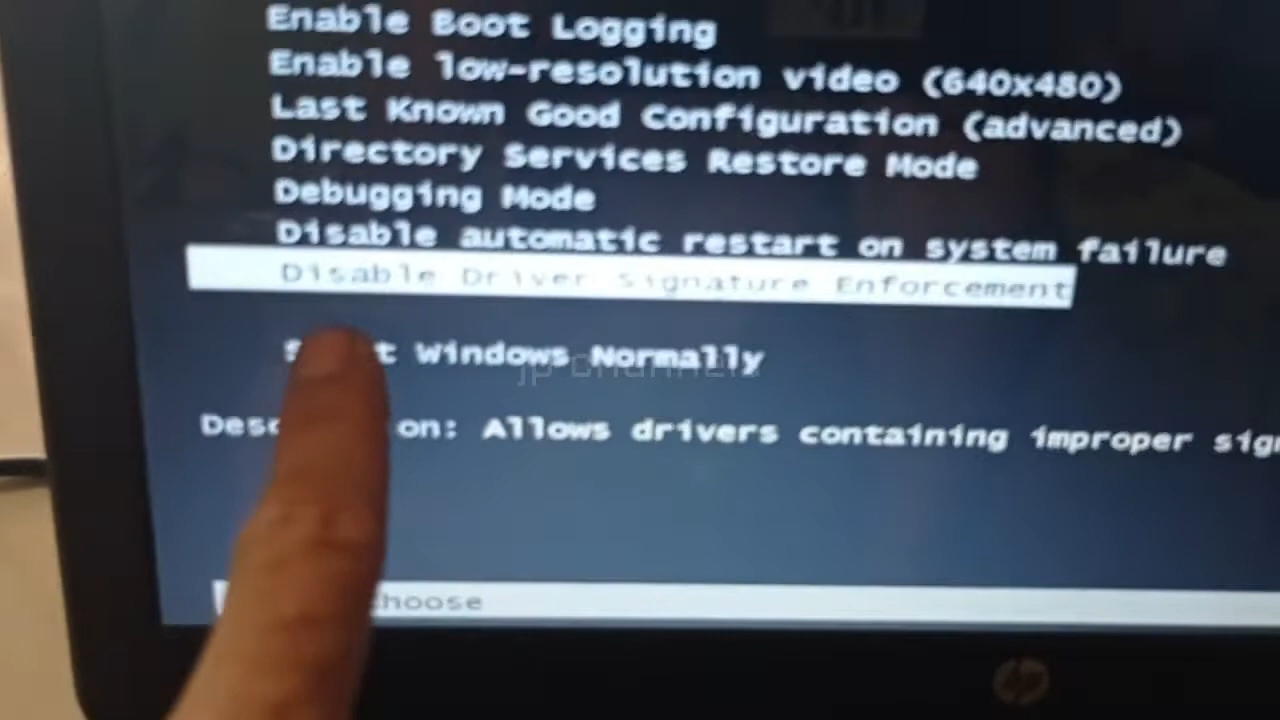 Enable Boot Logging
Enable low-resolution video (640x480)
Last Known Good Configuration (advanced)
Directory Services Restore Mode
Debugging Mode
Disable automatic restart on system failure
Disable Driver Signature Enforcement
Windows Normally
on: Allows drivers containing improper
hp